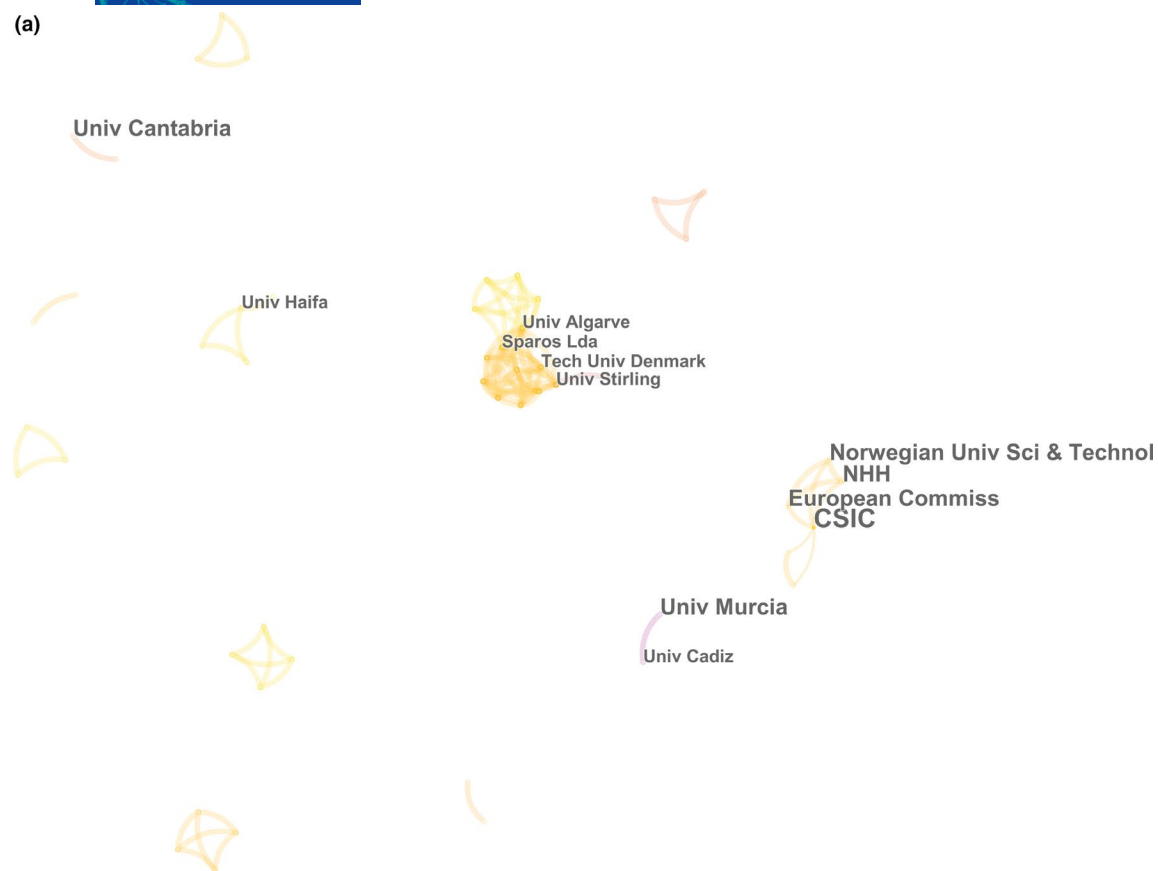 (a)
Univ Cantabria
Univ Haifa
Univ Algarve
Sparos Lda
Tech Univ Denmark
Univ Stirling
Norwegian Univ Sci & Technol
NHH
European Commiss
CSIC
Univ Murcia
Univ Cadiz